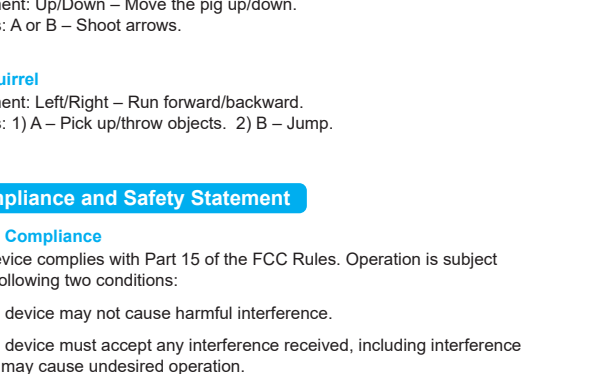 ent: Up/Down – Move the pig up/down.
s: A or B – Shoot arrows.
uirrel
ent: Left/Right – Run forward/backward.
s: 1) A – Pick up/throw objects. 2) B – Jump.
pliance and Safety Statement
Compliance
vice complies with Part 15 of the FCC Rules. Operation is subject
ollowing two conditions:
device may not cause harmful interference.
device must accept any interference received, including interference
may cause undesired operation.